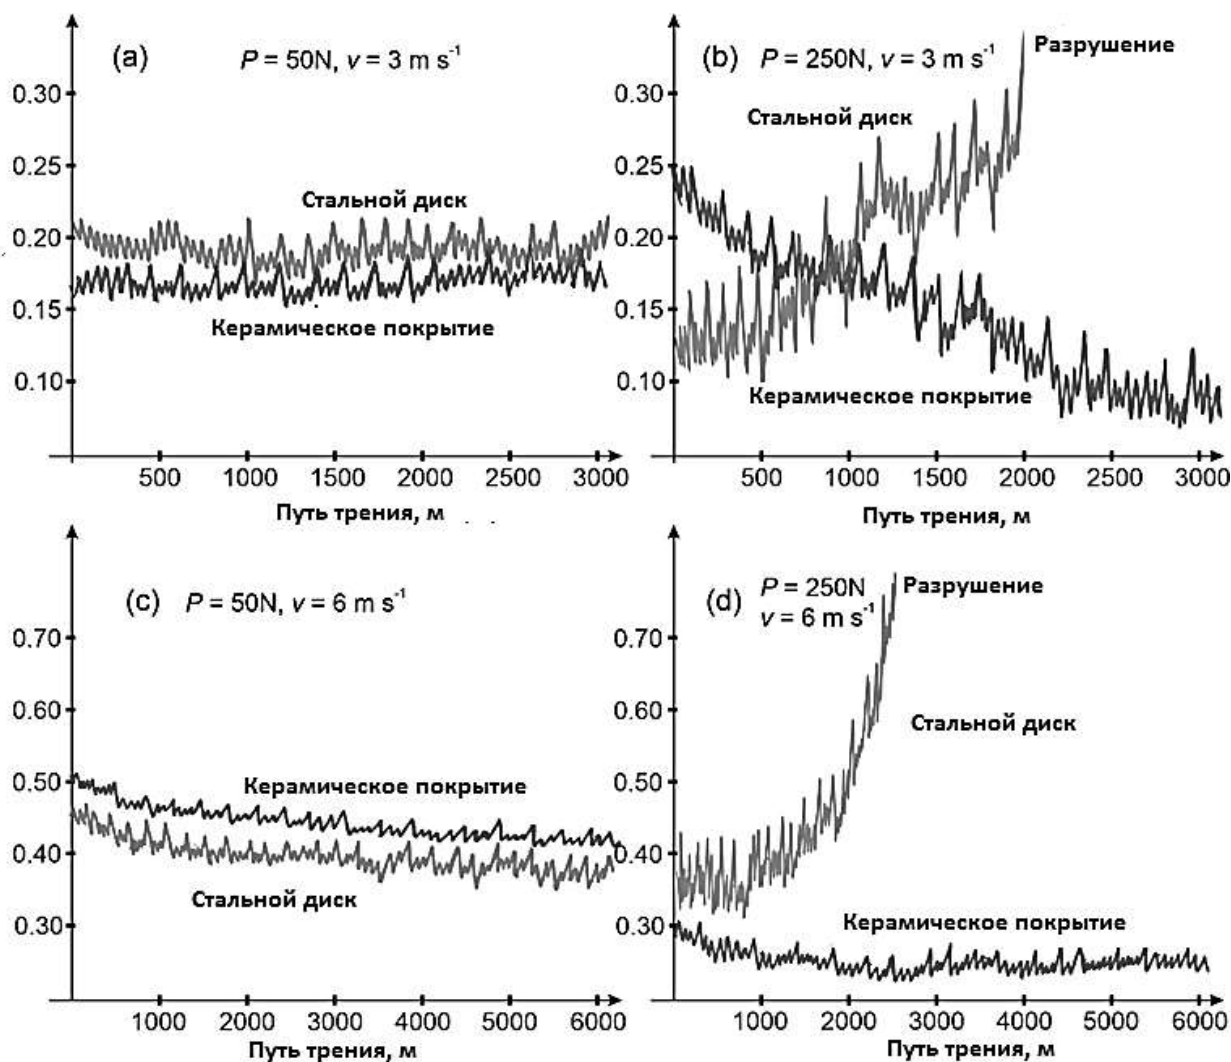 (a) P = 50N, v = 3 m s⁻¹
0.30
0.25
0.20
0.15
0.10
Стальной диск
Керамическое покрытие
500 1000 1500 2000 2500 3000
Путь трения, м
(b) P = 250N, v = 3 m s⁻¹
Разрушение
0.30
Стальной диск
0.25
0.20
0.15
0.10
Керамическое покрытие
500 1000 1500 2000 2500 3000
Путь трения, м
(c) P = 50N, v = 6 m s⁻¹
0.70
0.60
0.50
0.40
0.30
Керамическое покрытие
Стальной диск
1000 2000 3000 4000 5000 6000
Путь трения, м
(d) P = 250N
v = 6 m s⁻¹
Разрушение
0.70
0.60
Стальной диск
0.50
0.40
0.30
Керамическое покрытие
1000 2000 3000 4000 5000 6000
Путь трения, м